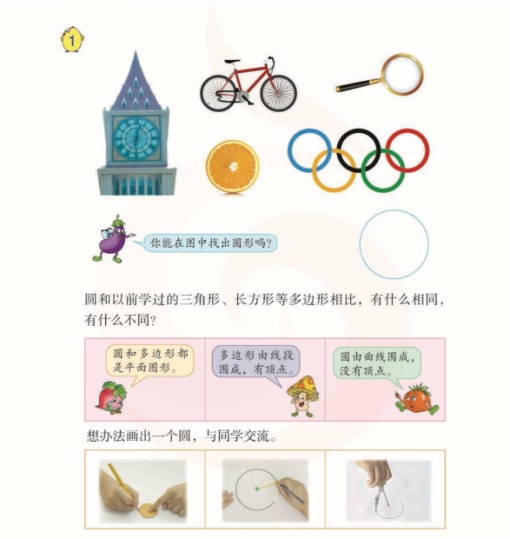 1
你能在图中找出圆形吗？
圆和以前学过的三角形、长方形等多边形相比，有什么相同，
有什么不同？
圆和多边形都
是平面图形。
多边形由线段
围成，有顶点。
圆由曲线围成，
没有顶点。
想办法画出一个圆，与同学交流。